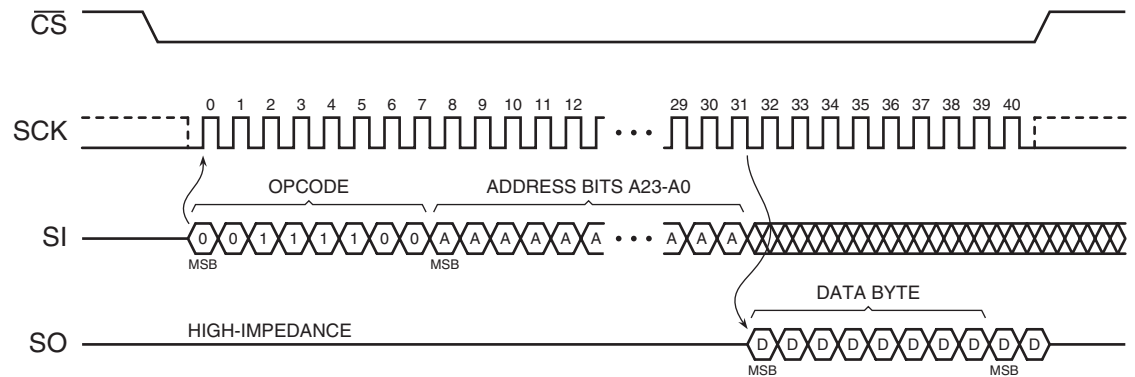 CS
0 1 2 3 4 5 6 7 8 9 10 11 12 29 30 31 32 33 34 35 36 37 38 39 40
SCK
OPCODE ADDRESS BITS A23-A0
SI 0 0 1 1 1 1 0 0 A A A A A A A A A
MSB MSB
DATA BYTE
HIGH-IMPEDANCE
SO D D D D D D D D D D
MSB MSB